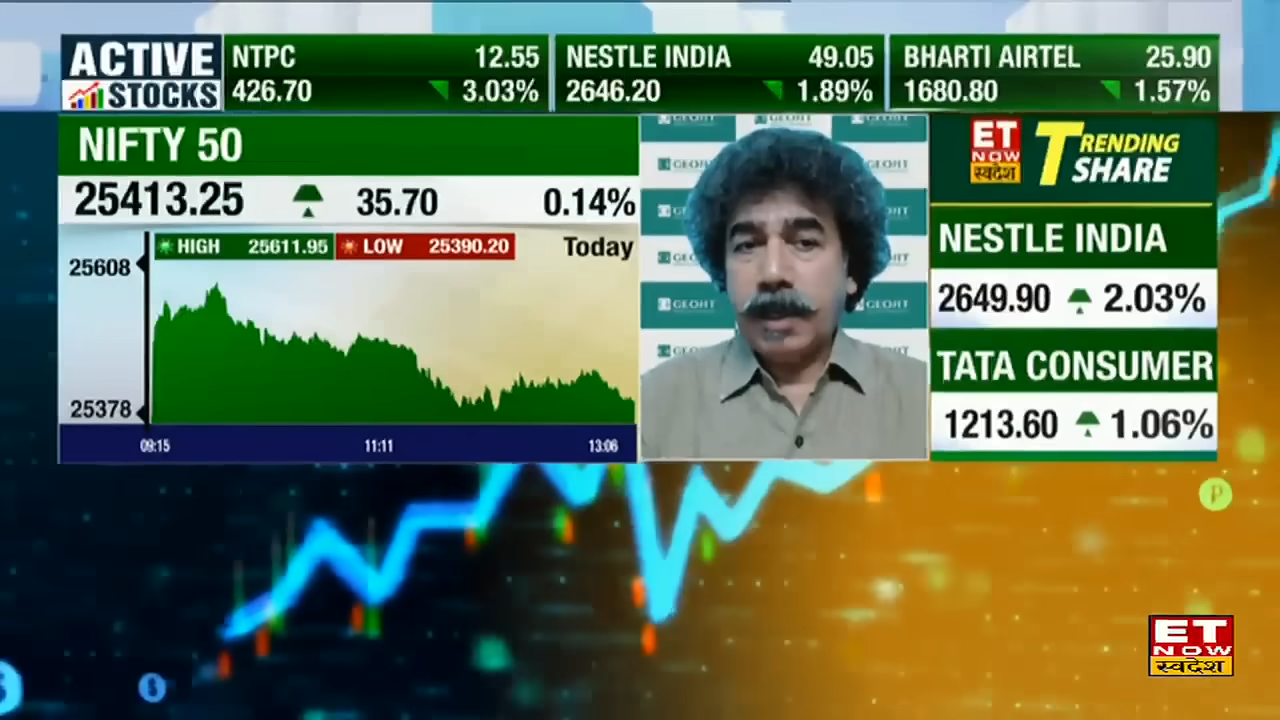 ACTIVE
STOCKS
NTPC 12.55
426.70 3.03%
NESTLE INDIA 49.05
2646.20 1.89%
BHARTI AIRTEL 25.90
1680.80 1.57%
NIFTY 50
25413.25 35.70 0.14%
HIGH 25611.95 LOW 25390.20 Today
25608
25378
09:15 11:11 13:06
GEOJIT
ET
NOW
स्वदेश
TRENDING
SHARE
NESTLE INDIA
2649.90 2.03%
TATA CONSUMER
1213.60 1.06%
ET
NOW
स्वदेश